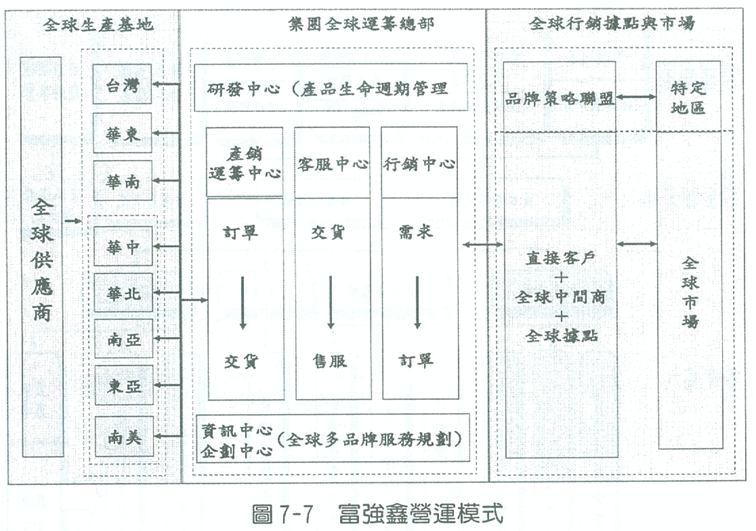 全球生產基地
集團全球運籌總部
全球行銷據點與市場
全球供應商
台灣
華東
華南
華中
華北
南亞
東亞
南美
研發中心(產品生命週期管理
產銷
運籌中心
訂單
交貨
客服中心
交貨
售服
行銷中心
需求
訂單
資訊中心
企劃中心
(全球多品牌服務規劃)
品牌策略聯盟
特定
地區
直接客戶
+
全球中間商
+
全球據點
全球市場
圖7-7 富強鑫營運模式